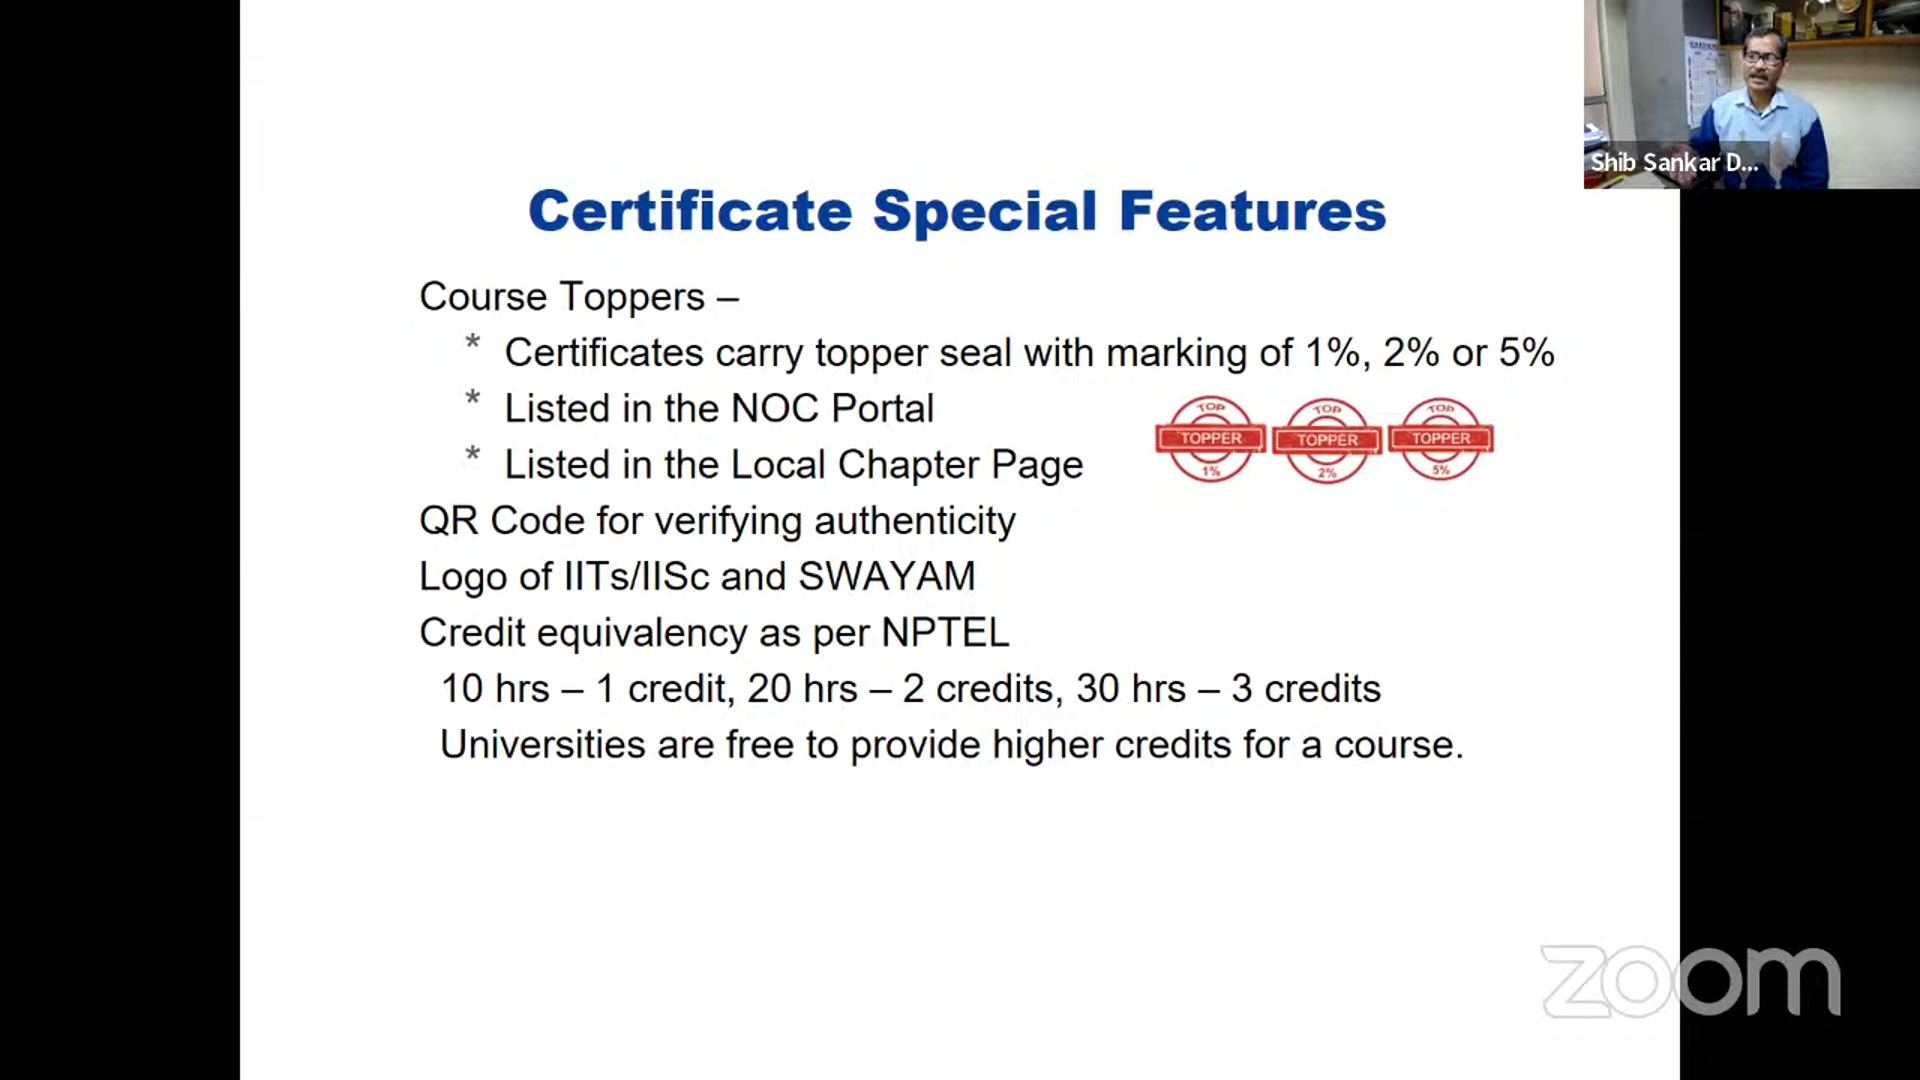 Shib Sankar D...
Certificate Special Features
Course Toppers –
* Certificates carry topper seal with marking of 1%, 2% or 5%
* Listed in the NOC Portal
* Listed in the Local Chapter Page
TOP
TOPPER
1%
TOP
TOPPER
2%
TOP
TOPPER
5%
QR Code for verifying authenticity
Logo of IITs/IISc and SWAYAM
Credit equivalency as per NPTEL
10 hrs – 1 credit, 20 hrs – 2 credits, 30 hrs – 3 credits
Universities are free to provide higher credits for a course.
zoom